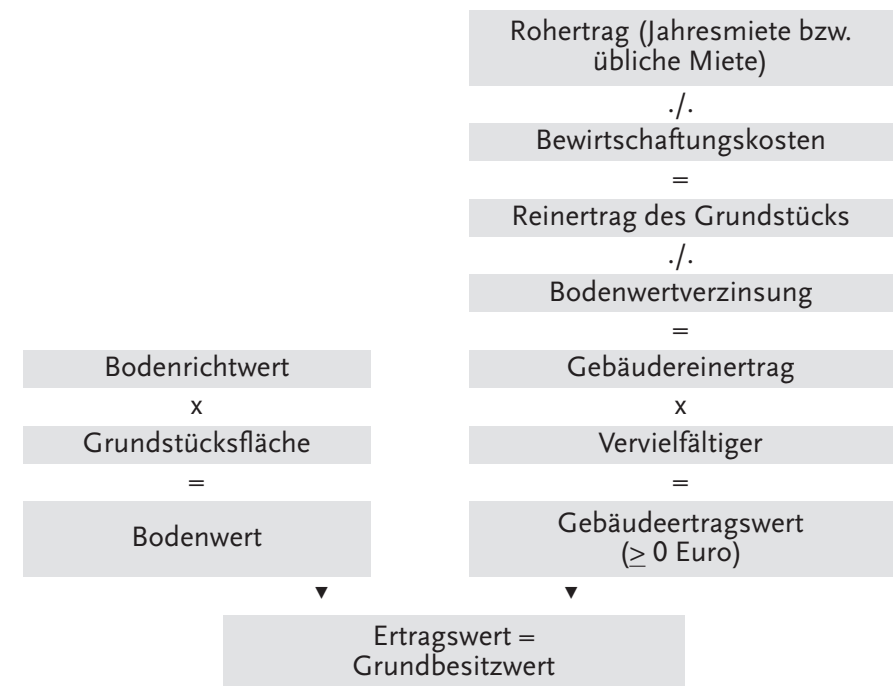 Rohertrag (Jahresmiete bzw.
übliche Miete)
./.
Bewirtschaftungskosten
=
Reinertrag des Grundstücks
./.
Bodenwertverzinsung
=
Bodenrichtwert
x
Grundstücksfläche
=
Bodenwert
Gebäudereinertrag
x
Vervielfältiger
=
Gebäudeertragswert
(≥ 0 Euro)
Ertragswert =
Grundbesitzwert